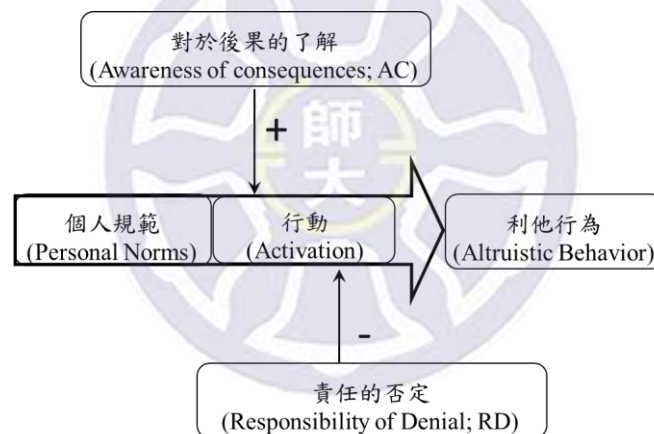 對於後果的了解
(Awareness of consequences; AC)
+
師
大
個人規範
(Personal Norms)
行動
(Activation)
利他行為
(Altruistic Behavior)
-
責任的否定
(Responsibility of Denial; RD)